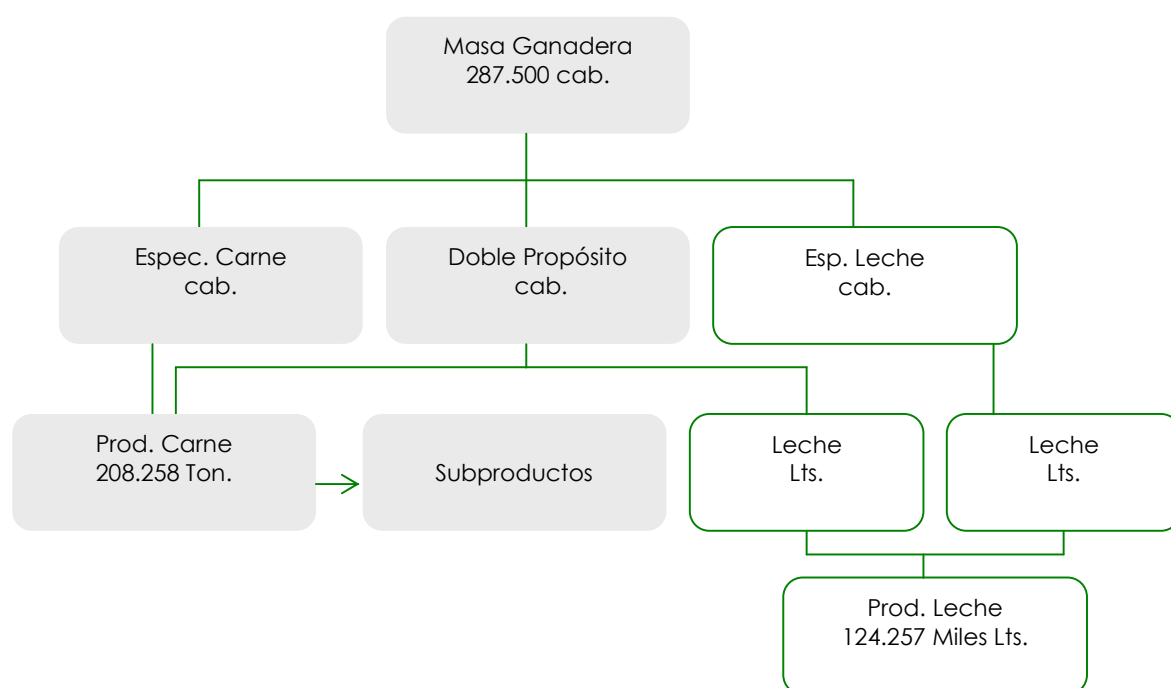 Masa Ganadera
287.500 cab.
Espec. Carne
cab.
Doble Propósito
cab.
Esp. Leche
cab.
Prod. Carne
208.258 Ton.
Subproductos
Leche
Lts.
Leche
Lts.
Prod. Leche
124.257 Miles Lts.